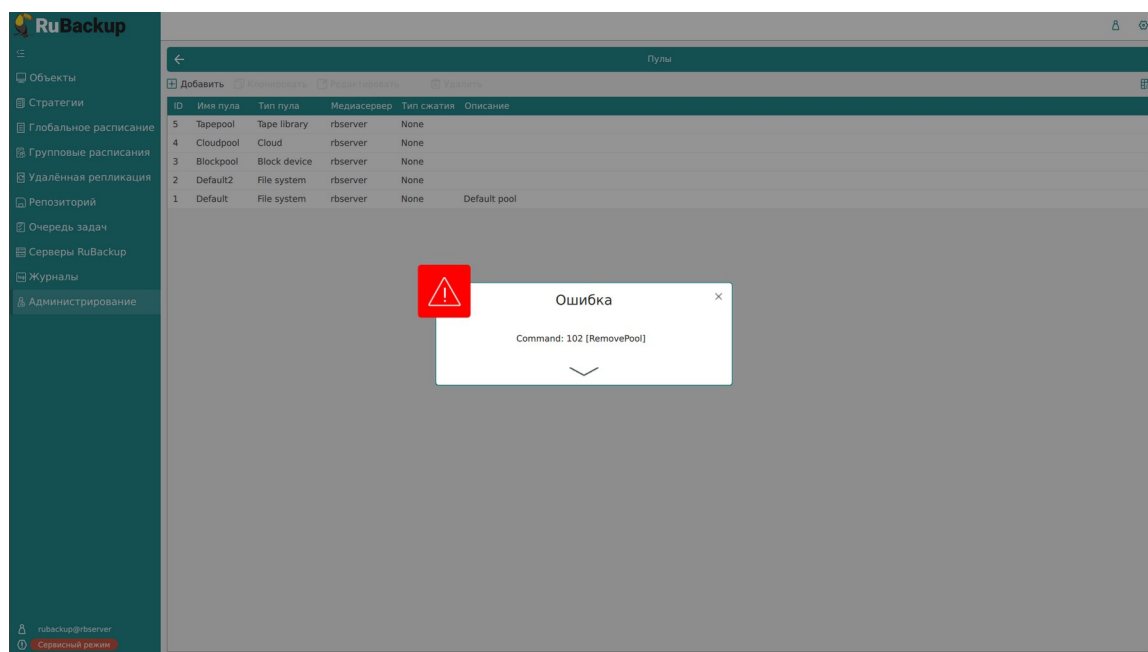 RuBackup
Объекты
Стратегии
Глобальное расписание
Групповые расписания
Удалённая репликация
Репозиторий
Очередь задач
Серверы RuBackup
Журналы
Администрирование
rubackup@rbserver
Сервисный режим
Пулы
Добавить Клонировать Редактировать Удалить
ID Имя пула Тип пула Медиасервер Тип сжатия Описание
5 Tapepool Tape library rbserver None
4 Cloudpool Cloud rbserver None
3 Blockpool Block device rbserver None
2 Default2 File system rbserver None
1 Default File system rbserver None Default pool
Ошибка
Command: 102 [RemovePool]